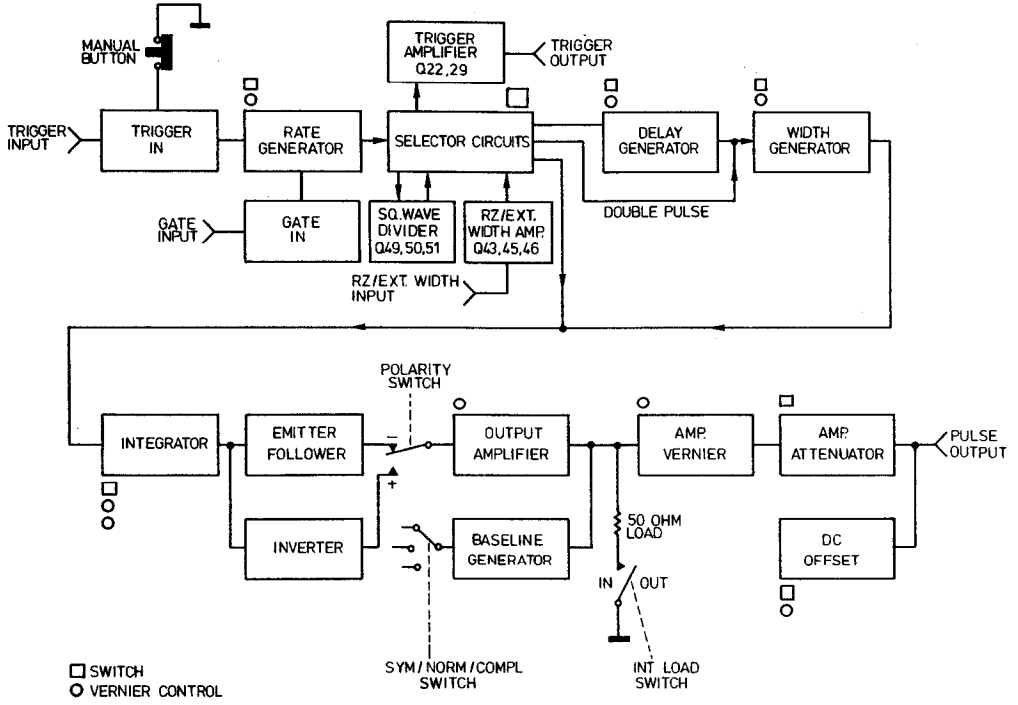 MANUAL
BUTTON
TRIGGER
AMPLIFIER
Q22,29
TRIGGER
OUTPUT
TRIGGER
INPUT
TRIGGER
IN
RATE
GENERATOR
SELECTOR CIRCUITS
DELAY
GENERATOR
WIDTH
GENERATOR
GATE
INPUT
GATE
IN
SQ.WAVE
DIVIDER
Q49,50,51
RZ/EXT.
WIDTH AMP.
Q43,45,46
DOUBLE PULSE
RZ/EXT. WIDTH
INPUT
POLARITY
SWITCH
INTEGRATOR
EMITTER
FOLLOWER
−
+
OUTPUT
AMPLIFIER
AMP.
VERNIER
AMP.
ATTENUATOR
PULSE
OUTPUT
INVERTER
BASELINE
GENERATOR
50 OHM
LOAD
DC
OFFSET
IN OUT
SYM/NORM/COMPL
SWITCH
INT LOAD
SWITCH
SWITCH
VERNIER CONTROL